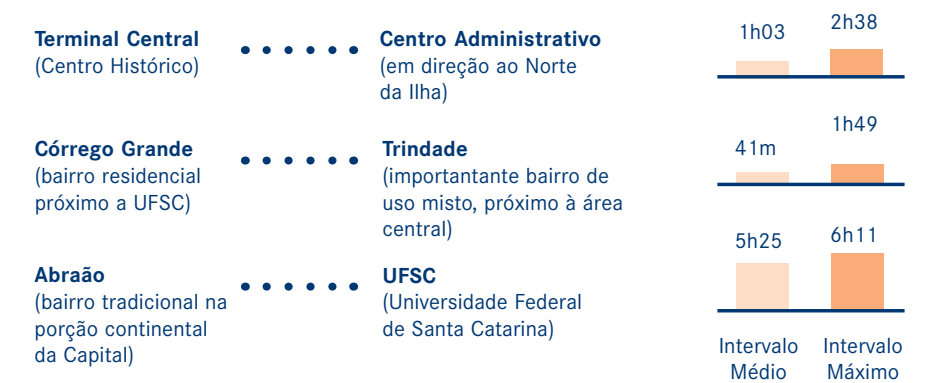 Terminal Central
(Centro Histórico)
Centro Administrativo
(em direção ao Norte
da Ilha)
1h03
2h38
Córrego Grande
(bairro residencial
próximo a UFSC)
Trindade
(importantante bairro de
uso misto, próximo à área
central)
41m
1h49
Abraão
(bairro tradicional na
porção continental
da Capital)
UFSC
(Universidade Federal
de Santa Catarina)
5h25
6h11
Intervalo
Médio
Intervalo
Máximo